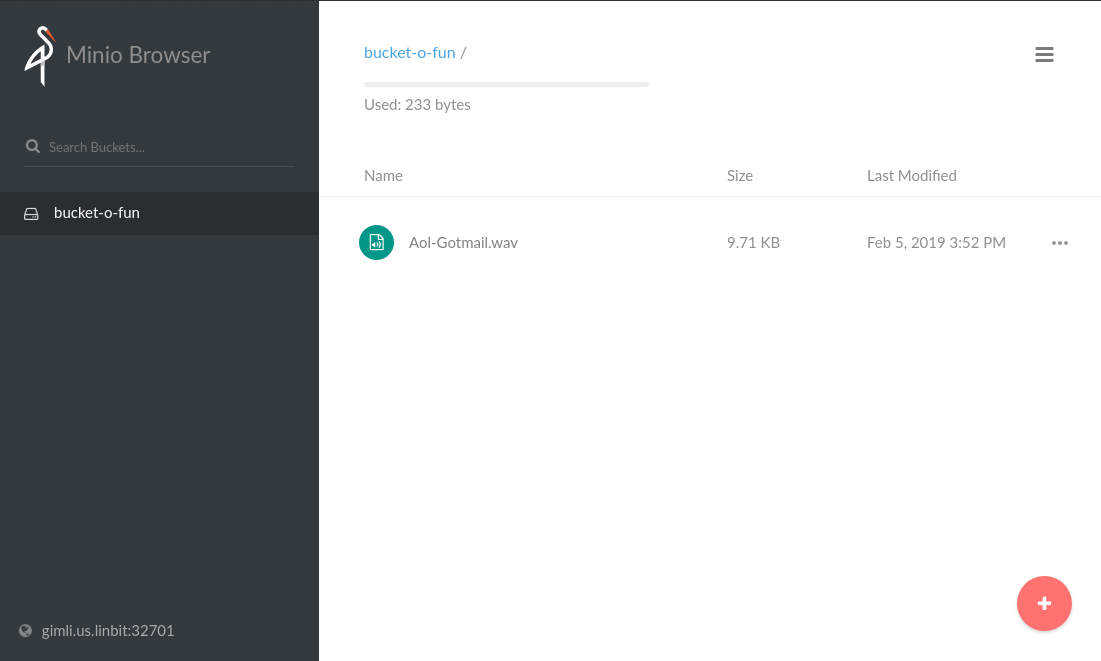 Minio Browser
Search Buckets...
bucket-o-fun
gimli.us.linbit:32701
bucket-o-fun /
Used: 233 bytes
Name Size Last Modified
Aol-Gotmail.wav 9.71 KB Feb 5, 2019 3:52 PM